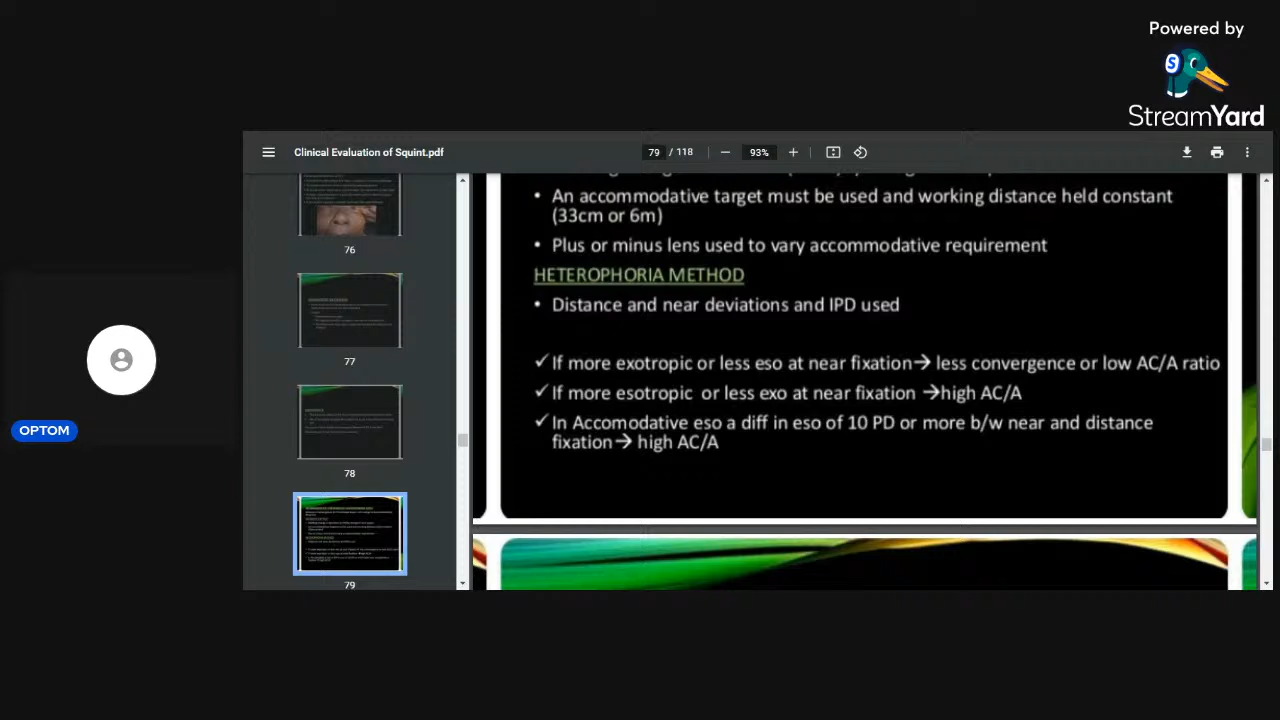 Powered by
S
StreamYard
Clinical Evaluation of Squint.pdf
79 / 118
93%
76
77
78
79
• An accommodative target must be used and working distance held constant
(33cm or 6m)
• Plus or minus lens used to vary accommodative requirement
HETEROPHORIA METHOD
• Distance and near deviations and IPD used
✓ If more exotropic or less eso at near fixation→ less convergence or low AC/A ratio
✓ If more esotropic or less exo at near fixation →high AC/A
✓ In Accomodative eso a diff in eso of 10 PD or more b/w near and distance
fixation→ high AC/A
OPTOM